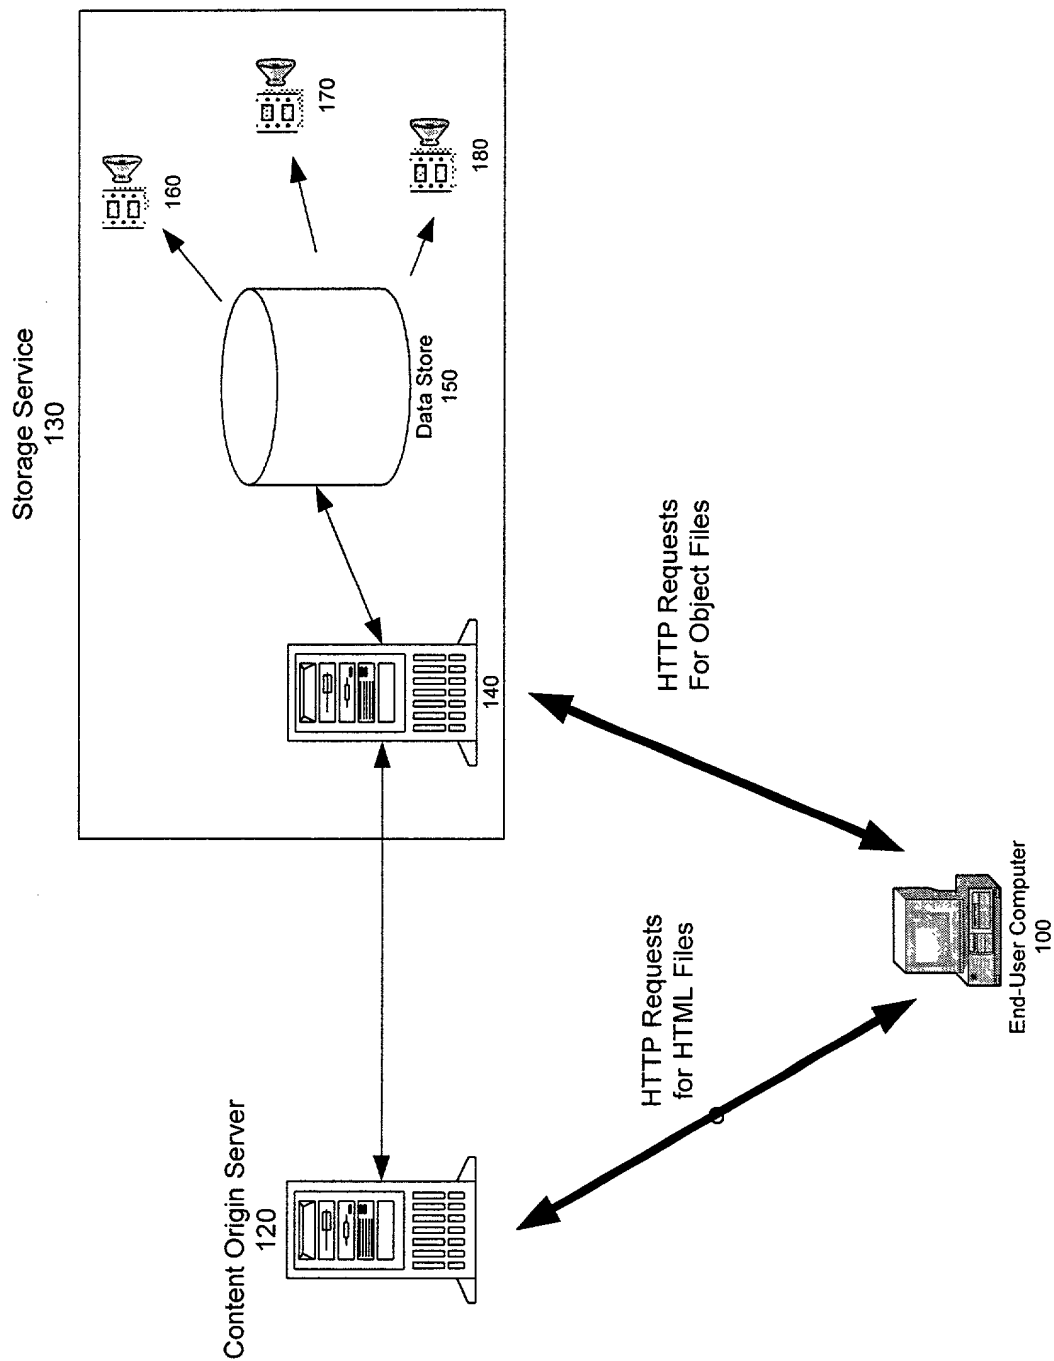 Storage Service
130
160
170
180
Data Store
150
140
HTTP Requests
For Object Files
Content Origin Server
120
HTTP Requests
for HTML Files
End-User Computer
100